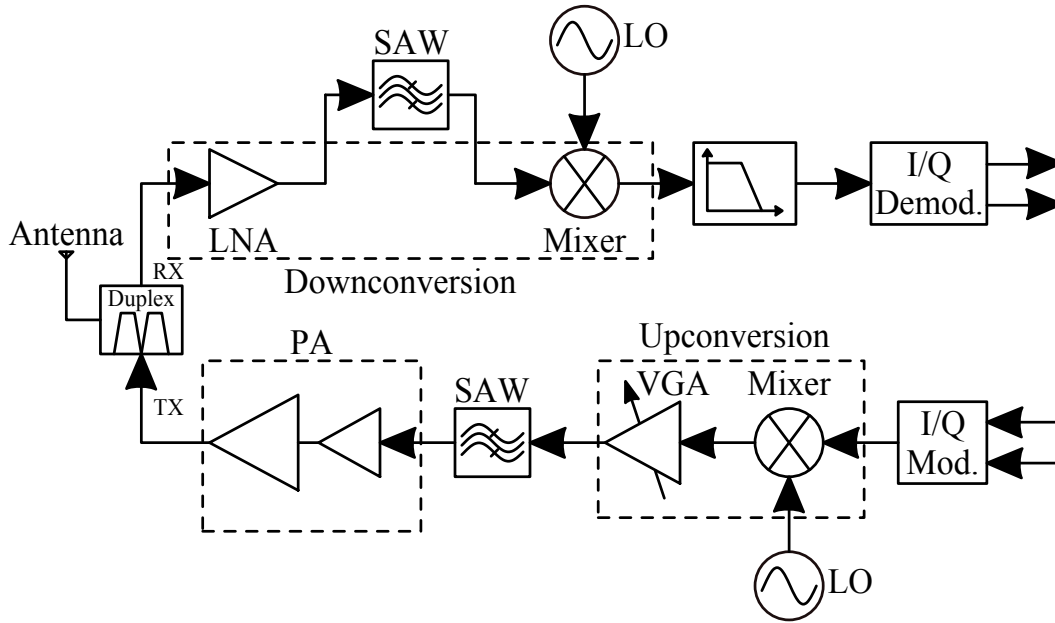 SAW
LO
I/Q
Demod.
LNA
Mixer
Antenna
RX
Downconversion
Duplex
Upconversion
PA
VGA
Mixer
SAW
TX
I/Q
Mod.
LO